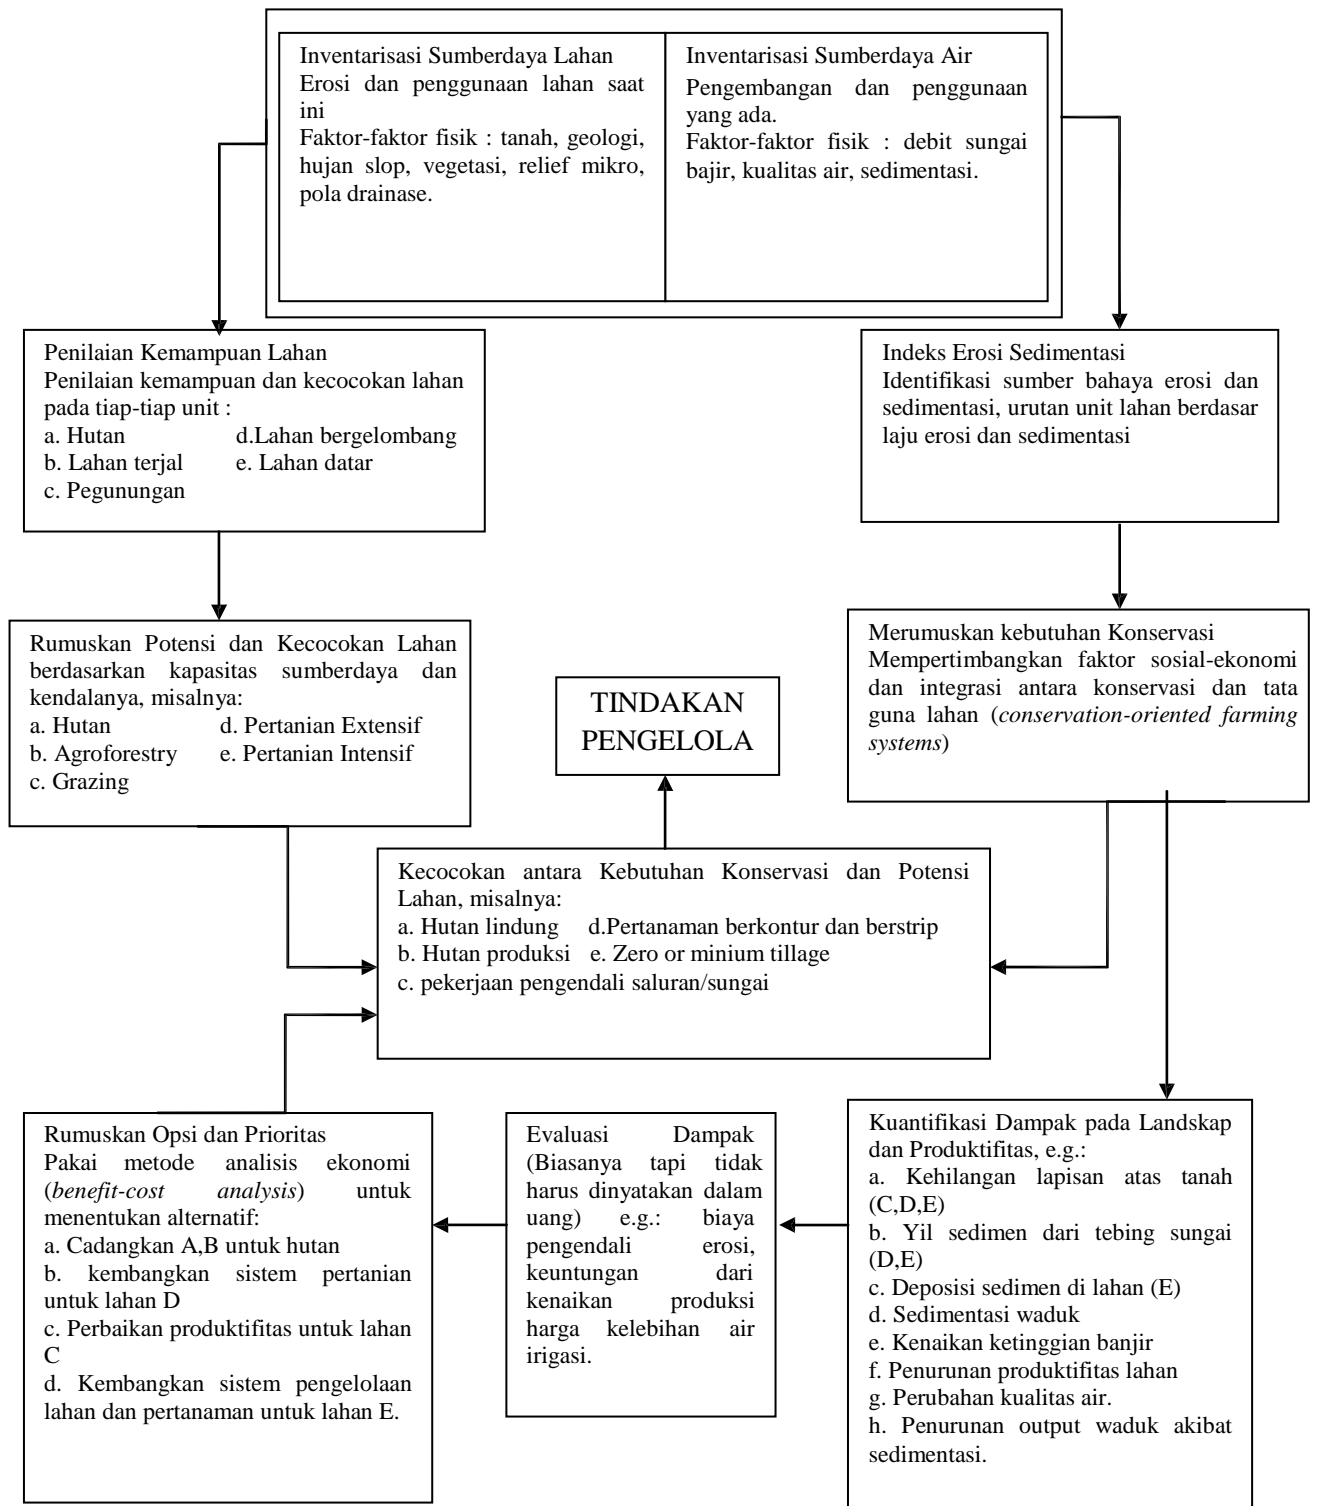 Inventarisasi Sumberdaya Lahan
Erosi dan penggunaan lahan saat
ini
Faktor-faktor fisik : tanah, geologi,
hujan slop, vegetasi, relief mikro,
pola drainase.
Inventarisasi Sumberdaya Air
Pengembangan dan penggunaan
yang ada.
Faktor-faktor fisik : debit sungai
bajir, kualitas air, sedimentasi.
Penilaian Kemampuan Lahan
Penilaian kemampuan dan kecocokan lahan
pada tiap-tiap unit :
a. Hutan d.Lahan bergelombang
b. Lahan terjal e. Lahan datar
c. Pegunungan
Indeks Erosi Sedimentasi
Identifikasi sumber bahaya erosi dan
sedimentasi, urutan unit lahan berdasar
laju erosi dan sedimentasi
Rumuskan Potensi dan Kecocokan Lahan
berdasarkan kapasitas sumberdaya dan
kendalanya, misalnya:
a. Hutan d. Pertanian Extensif
b. Agroforestry e. Pertanian Intensif
c. Grazing
TINDAKAN
PENGELOLA
Merumuskan kebutuhan Konservasi
Mempertimbangkan faktor sosial-ekonomi
dan integrasi antara konservasi dan tata
guna lahan (conservation-oriented farming
systems)
Kecocokan antara Kebutuhan Konservasi dan Potensi
Lahan, misalnya:
a. Hutan lindung d.Pertanaman berkontur dan berstrip
b. Hutan produksi e. Zero or minium tillage
c. pekerjaan pengendali saluran/sungai
Rumuskan Opsi dan Prioritas
Pakai metode analisis ekonomi
(benefit-cost analysis) untuk
menentukan alternatif:
a. Cadangkan A,B untuk hutan
b. kembangkan sistem pertanian
untuk lahan D
c. Perbaikan produktifitas untuk lahan
C
d. Kembangkan sistem pengelolaan
lahan dan pertanaman untuk lahan E.
Evaluasi Dampak
(Biasanya tapi tidak
harus dinyatakan dalam
uang) e.g.: biaya
pengendali erosi,
keuntungan dari
kenaikan produksi
harga kelebihan air
irigasi.
Kuantifikasi Dampak pada Landskap
dan Produktifitas, e.g.:
a. Kehilangan lapisan atas tanah
(C,D,E)
b. Yil sedimen dari tebing sungai
(D,E)
c. Deposisi sedimen di lahan (E)
d. Sedimentasi waduk
e. Kenaikan ketinggian banjir
f. Penurunan produktifitas lahan
g. Perubahan kualitas air.
h. Penurunan output waduk akibat
sedimentasi.